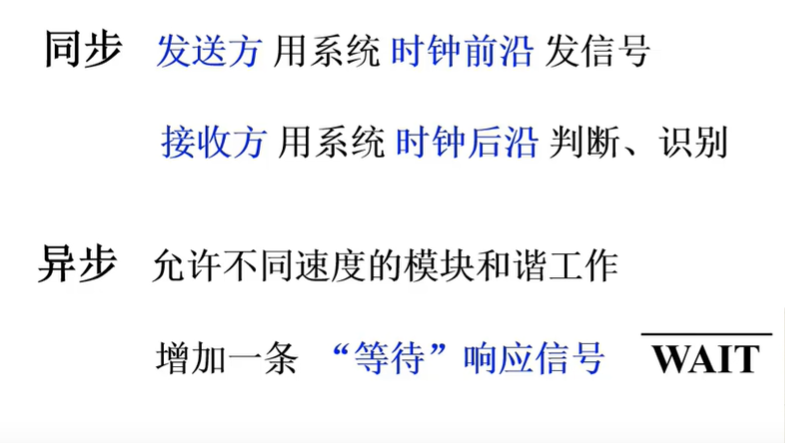 同步 发送方 用系统 时钟前沿 发信号
接收方 用系统 时钟后沿 判断、识别
异步 允许不同速度的模块和谐工作
增加一条 “等待”响应信号 WAIT